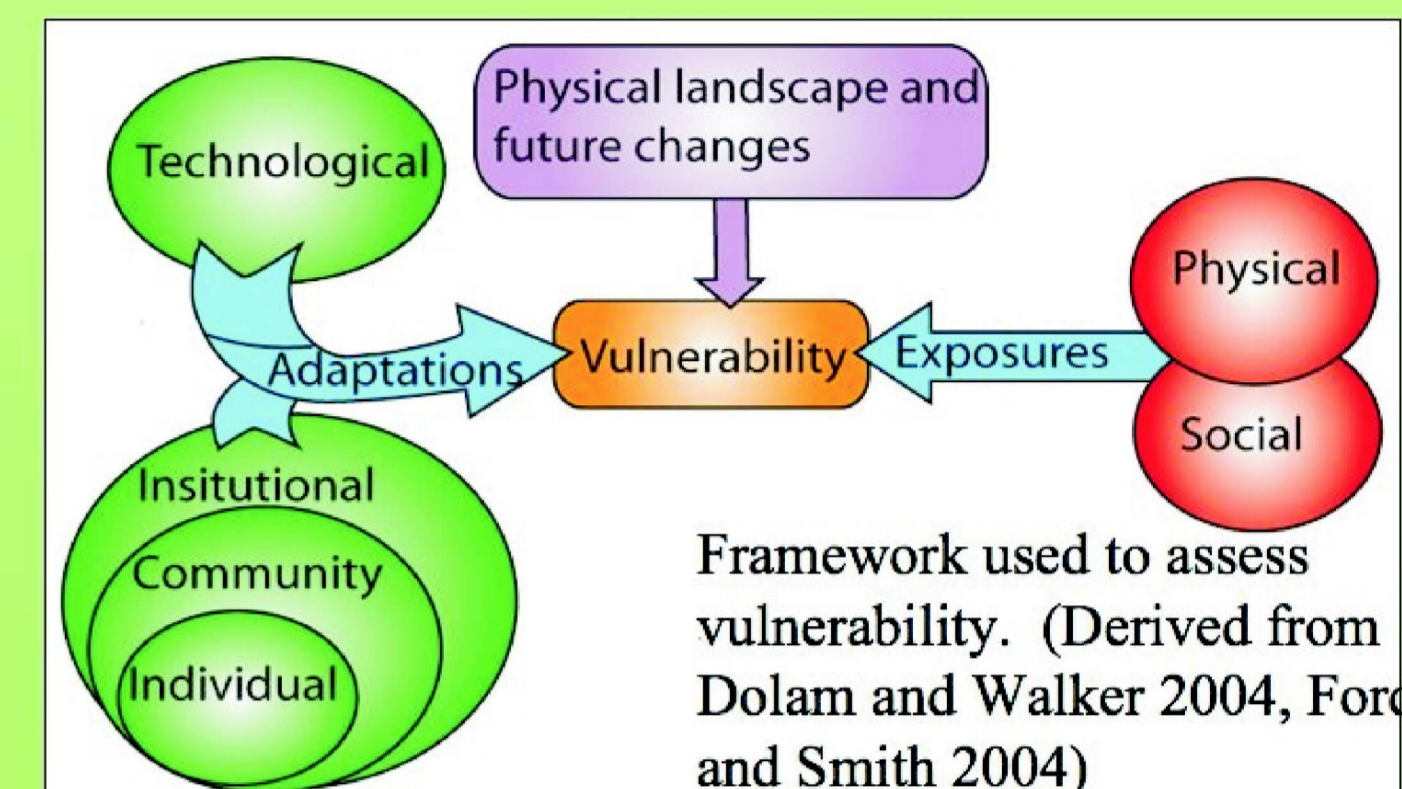 Technological
Physical landscape and
future changes
Physical
Adaptations
Vulnerability
Exposures
Social
Insitutional
Community
Individual
Framework used to assess
vulnerability.  (Derived from
Dolam and Walker 2004, Ford
and Smith 2004)